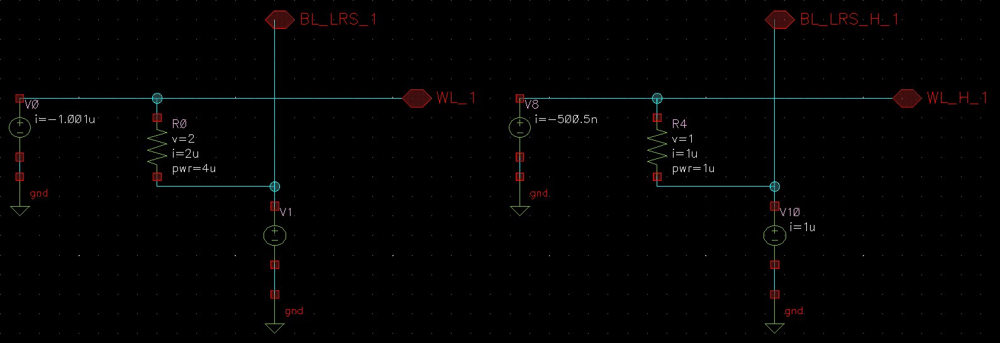 BL_LRS_1
BL_LRS_H_1
V0
i=-1.001u
WL_1
R0
v=2
i=2u
pwr=4u
gnd
V1
gnd
V8
i=-500.5n
WL_H_1
R4
v=1
i=1u
pwr=1u
gnd
V10
i=1u
gnd